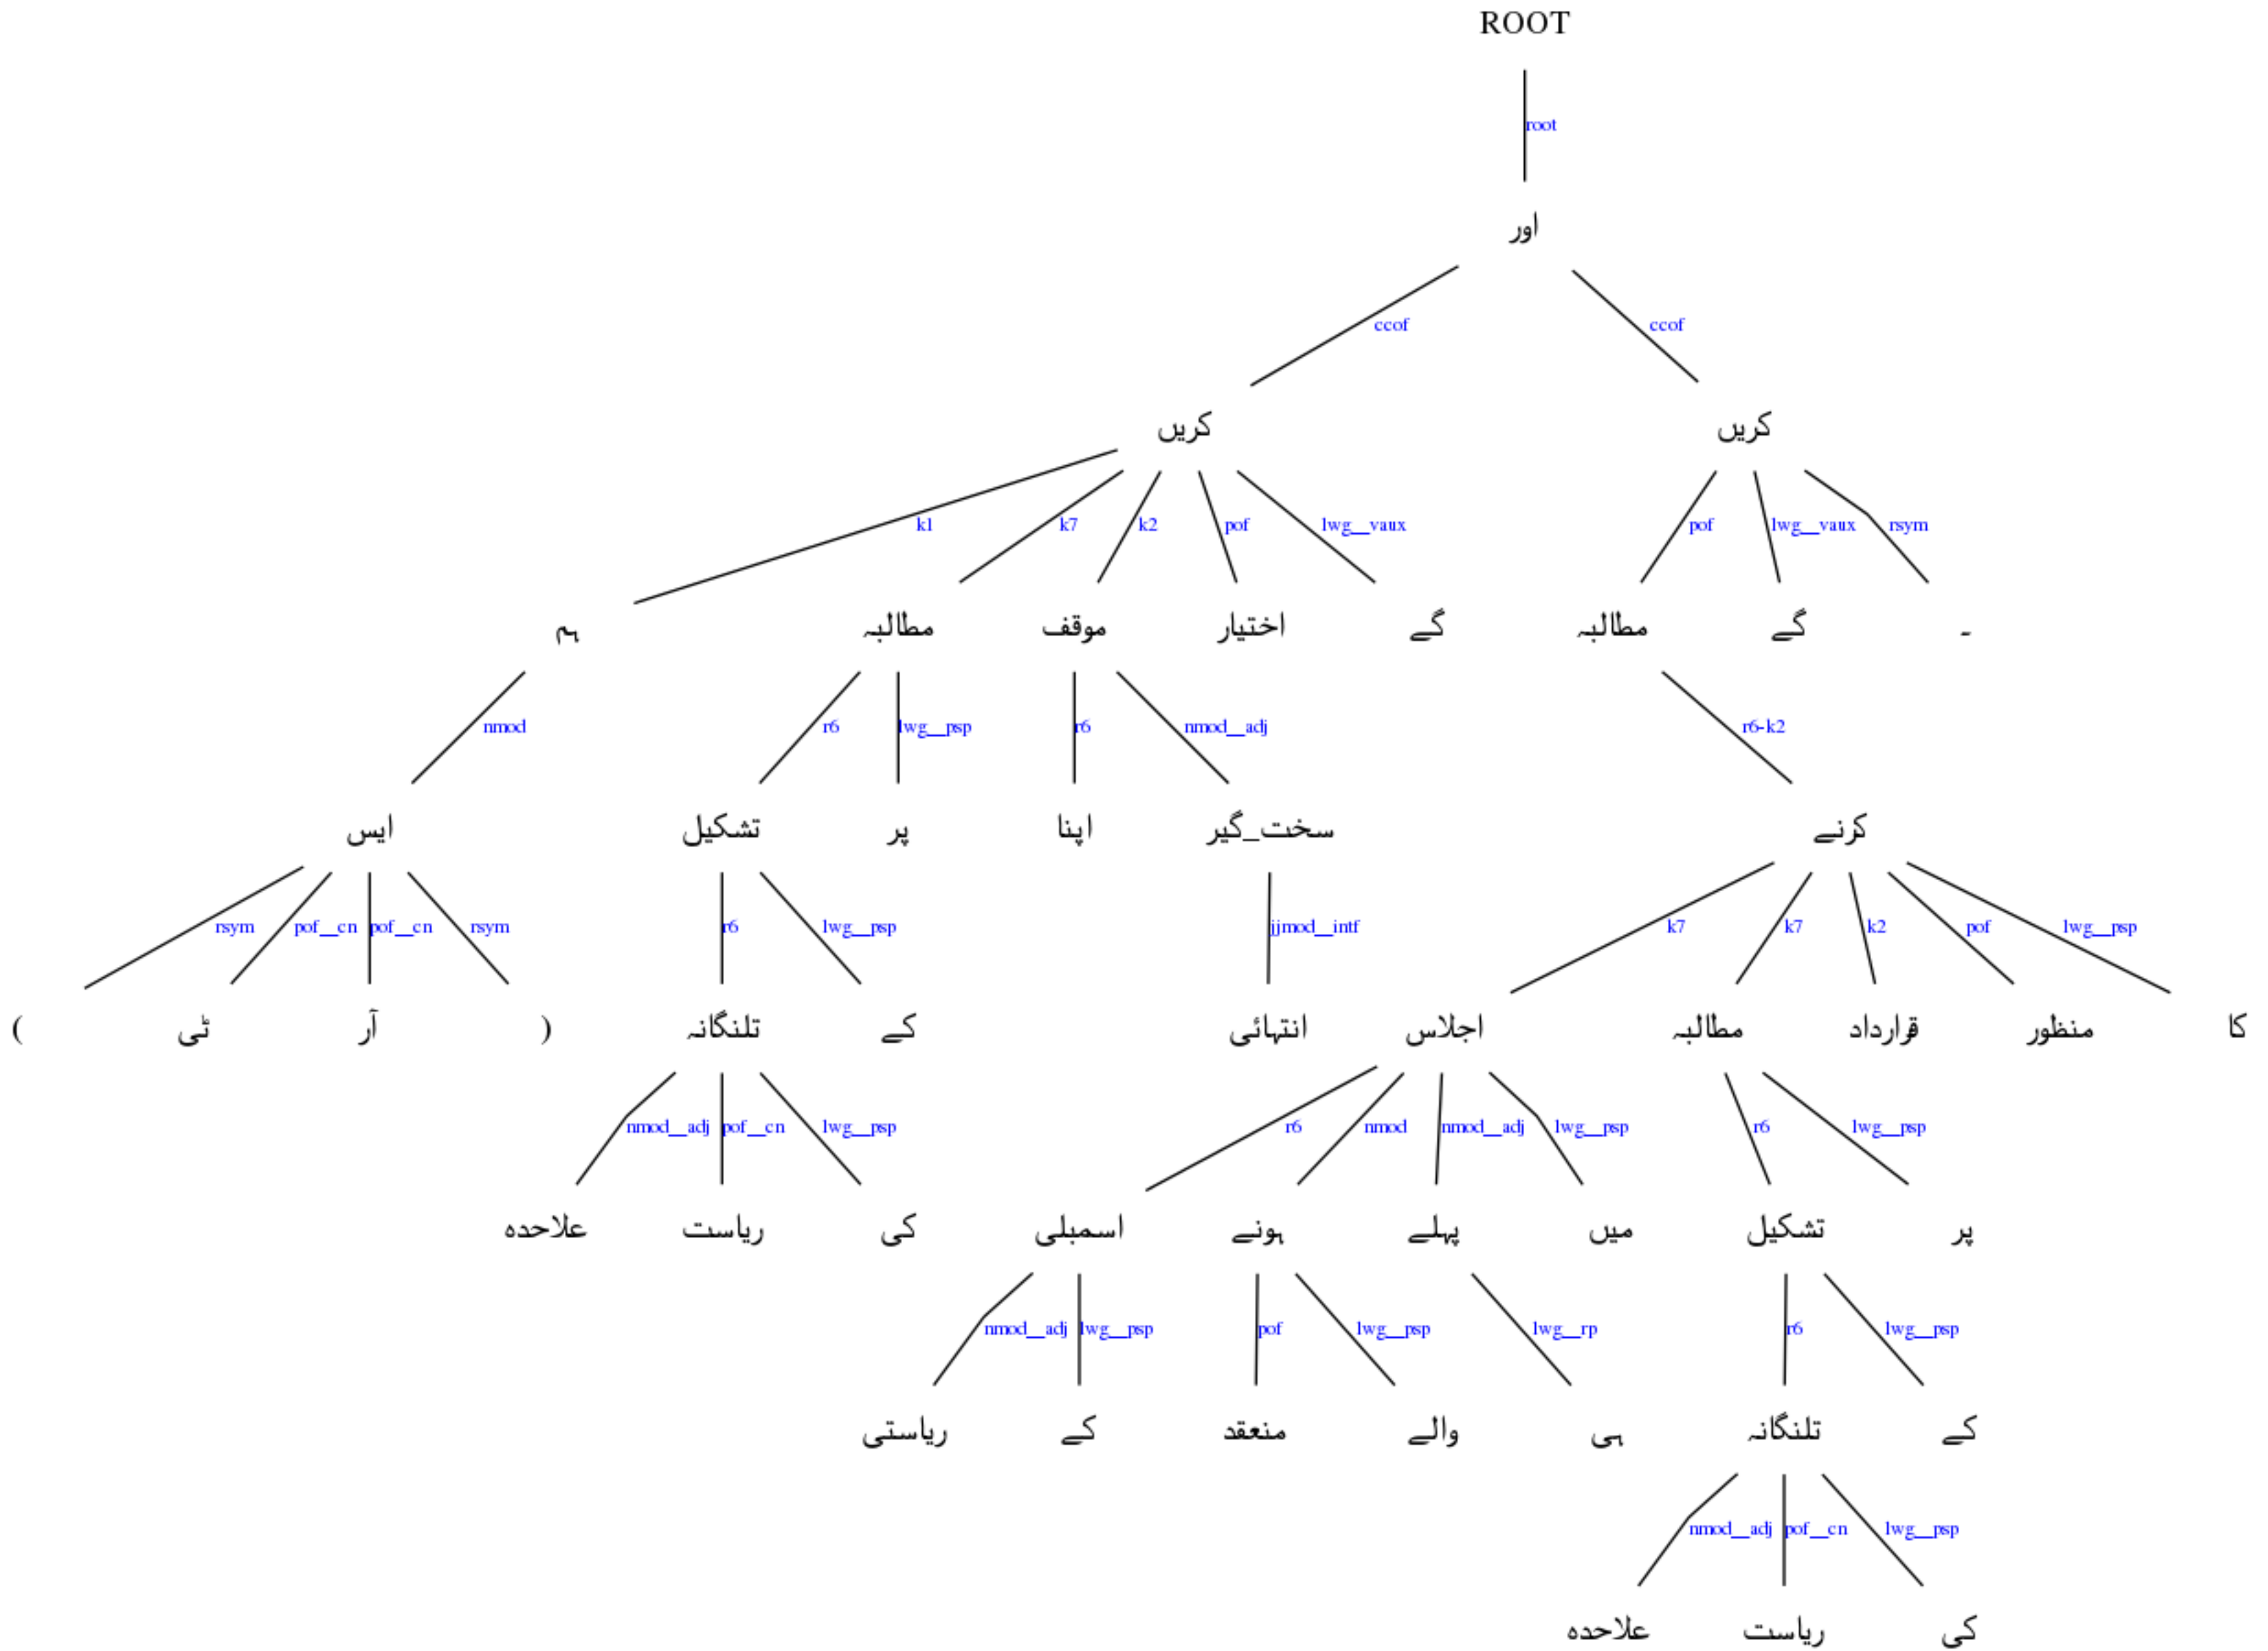 ROOT
root
اور
ccof ccof
کریں کریں
k1 k7 k2 pof lwg__vaux pof lwg__vaux rsym
ہم مطالبہ موقف اختیار گے مطالبہ گے ۔
nmod r6 lwg__psp r6 nmod__adj r6-k2
ایس تشکیل پر اپنا سخت_گیر کرنے
rsym pof__cn pof__cn rsym r6 lwg__psp jjmod__intf k7 k7 k2 pof lwg__psp
( ٹی آر ) تلنگانہ کے انتہائی اجلاس مطالبہ قرارداد منظور کا
nmod__adj pof__cn lwg__psp r6 nmod nmod__adj lwg__psp r6 lwg__psp
علاحدہ ریاست کی اسمبلی ہونے پہلے میں تشکیل پر
nmod__adj lwg__psp pof lwg__psp lwg__rp r6 lwg__psp
ریاستی کے منعقد والے ہی تلنگانہ کے
nmod__adj pof__cn lwg__psp
علاحدہ ریاست کی